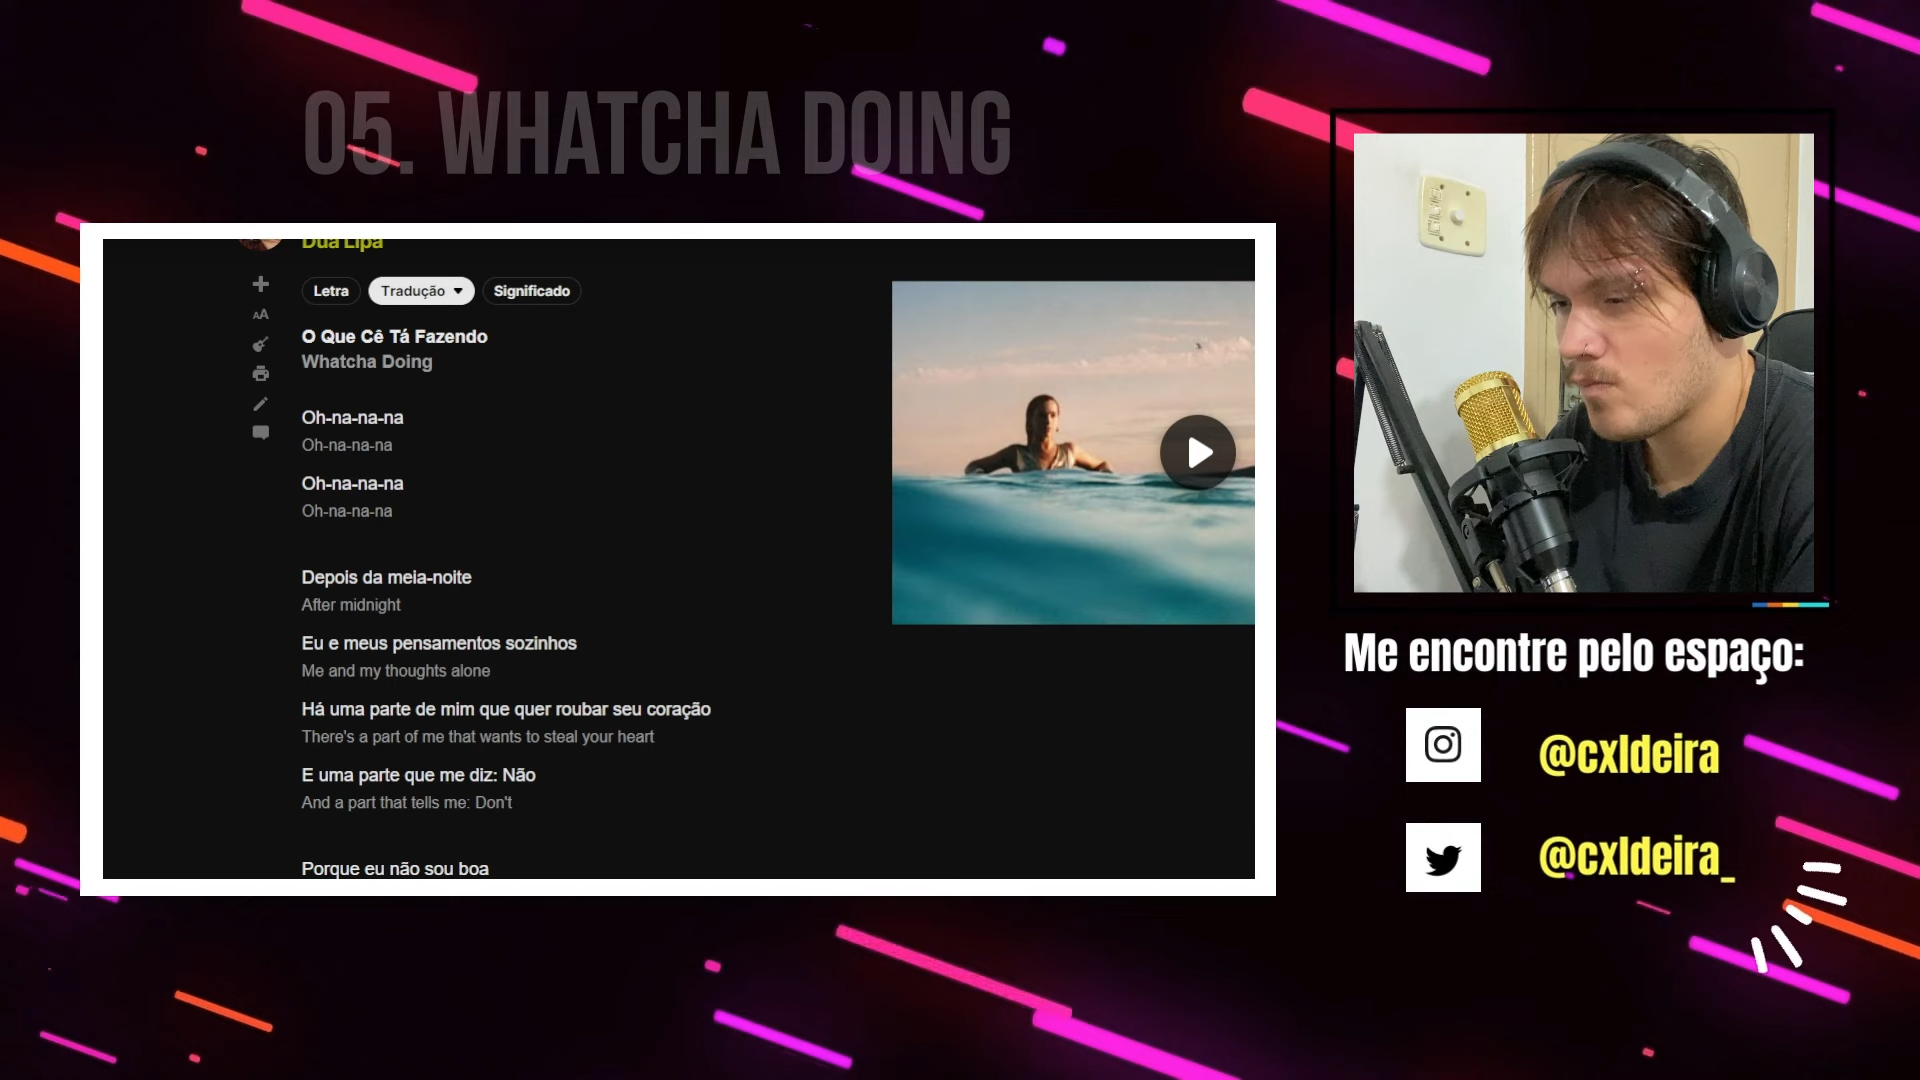 05. WHATCHA DOING
Dua Lipa
Letra
Tradução
Significado
AA
O Que Cê Tá Fazendo
Whatcha Doing
Oh-na-na-na
Oh-na-na-na
Oh-na-na-na
Oh-na-na-na
Depois da meia-noite
After midnight
Eu e meus pensamentos sozinhos
Me and my thoughts alone
Há uma parte de mim que quer roubar seu coração
There's a part of me that wants to steal your heart
E uma parte que me diz: Não
And a part that tells me: Don't
Porque eu não sou boa
Me encontre pelo espaço:
@cxldeira
@cxldeira_